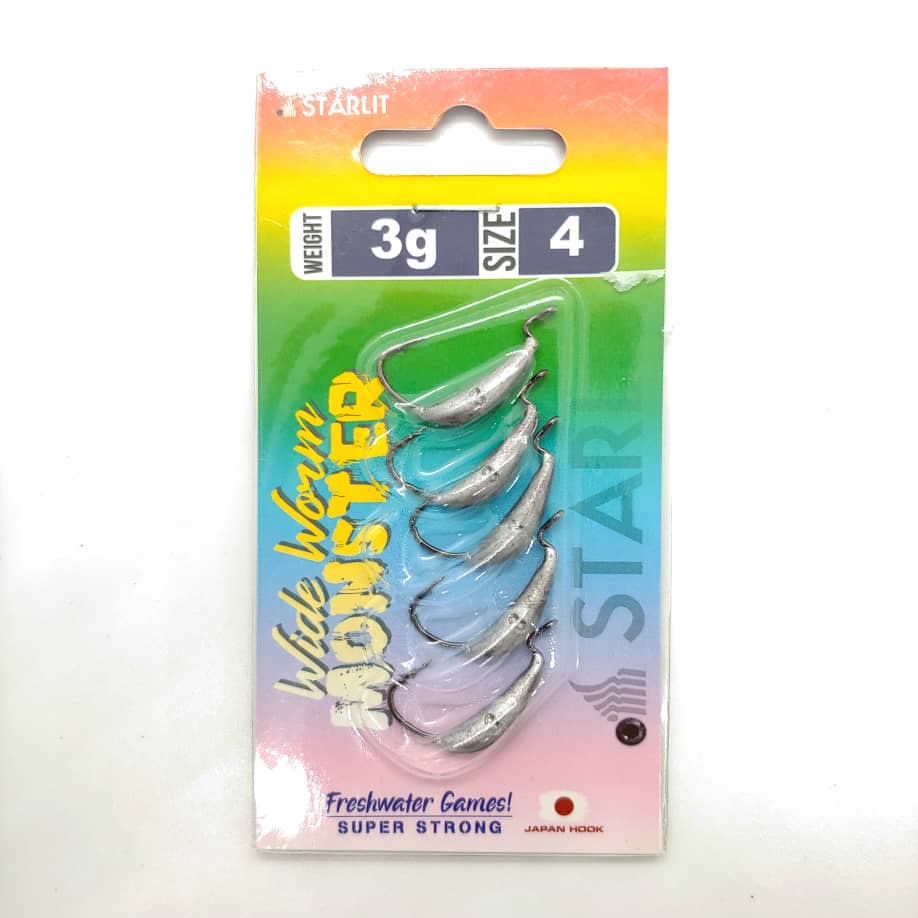 STARLIT
WEIGHT 3g SIZE 4
Wide Worm
MONSTER
STAR
Freshwater Games!
SUPER STRONG
JAPAN HOOK